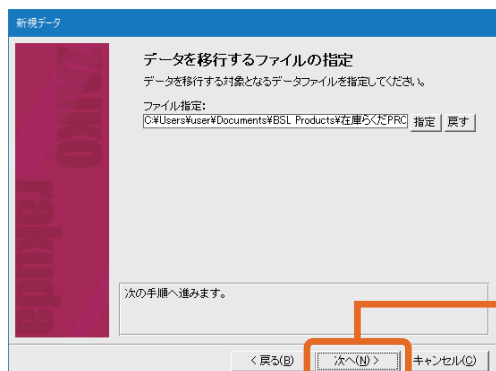 新規データ
ZAIKO
rakuda
データを移行するファイルの指定
データを移行する対象となるデータファイルを指定してください。
ファイル指定:
C:¥Users¥user¥Documents¥BSL Products¥在庫らくだPRO
指定 戻す
次の手順へ進みます。
< 戻る(B) 次へ(N) > キャンセル(C)